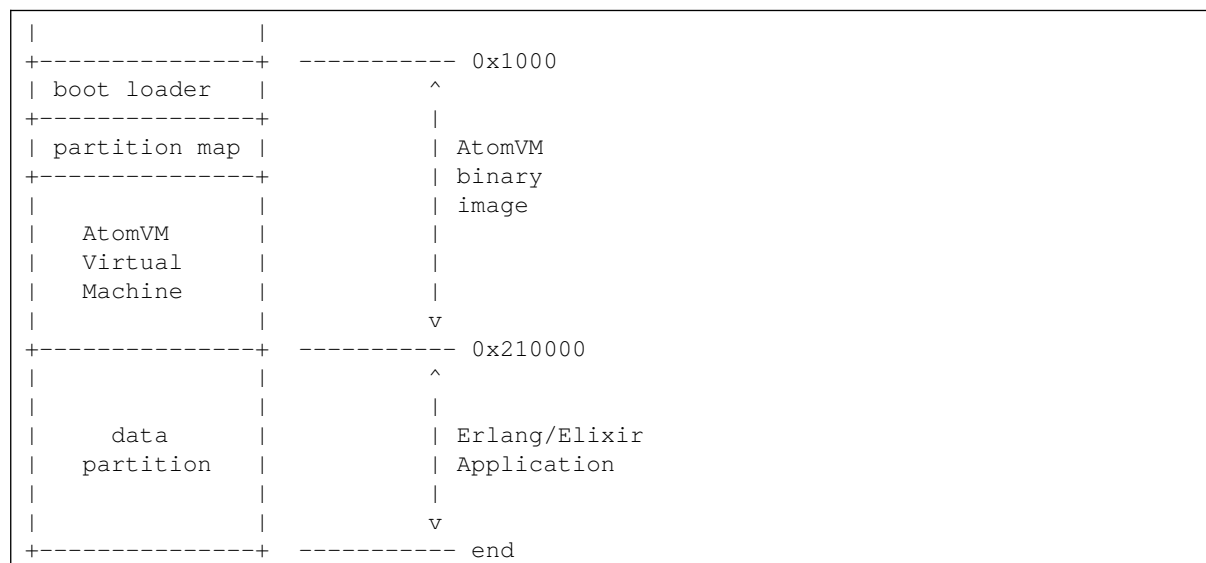 |               |
+---------------+  ----------- 0x1000
| boot loader   |           ^
+---------------+           |
| partition map |           | AtomVM
+---------------+           | binary
|               |           | image
|   AtomVM      |           |
|   Virtual     |           |
|   Machine     |           |
|               |           v
+---------------+  ----------- 0x210000
|               |           ^
|               |           |
|     data      |           | Erlang/Elixir
|   partition   |           | Application
|               |           |
|               |           v
+---------------+  ----------- end